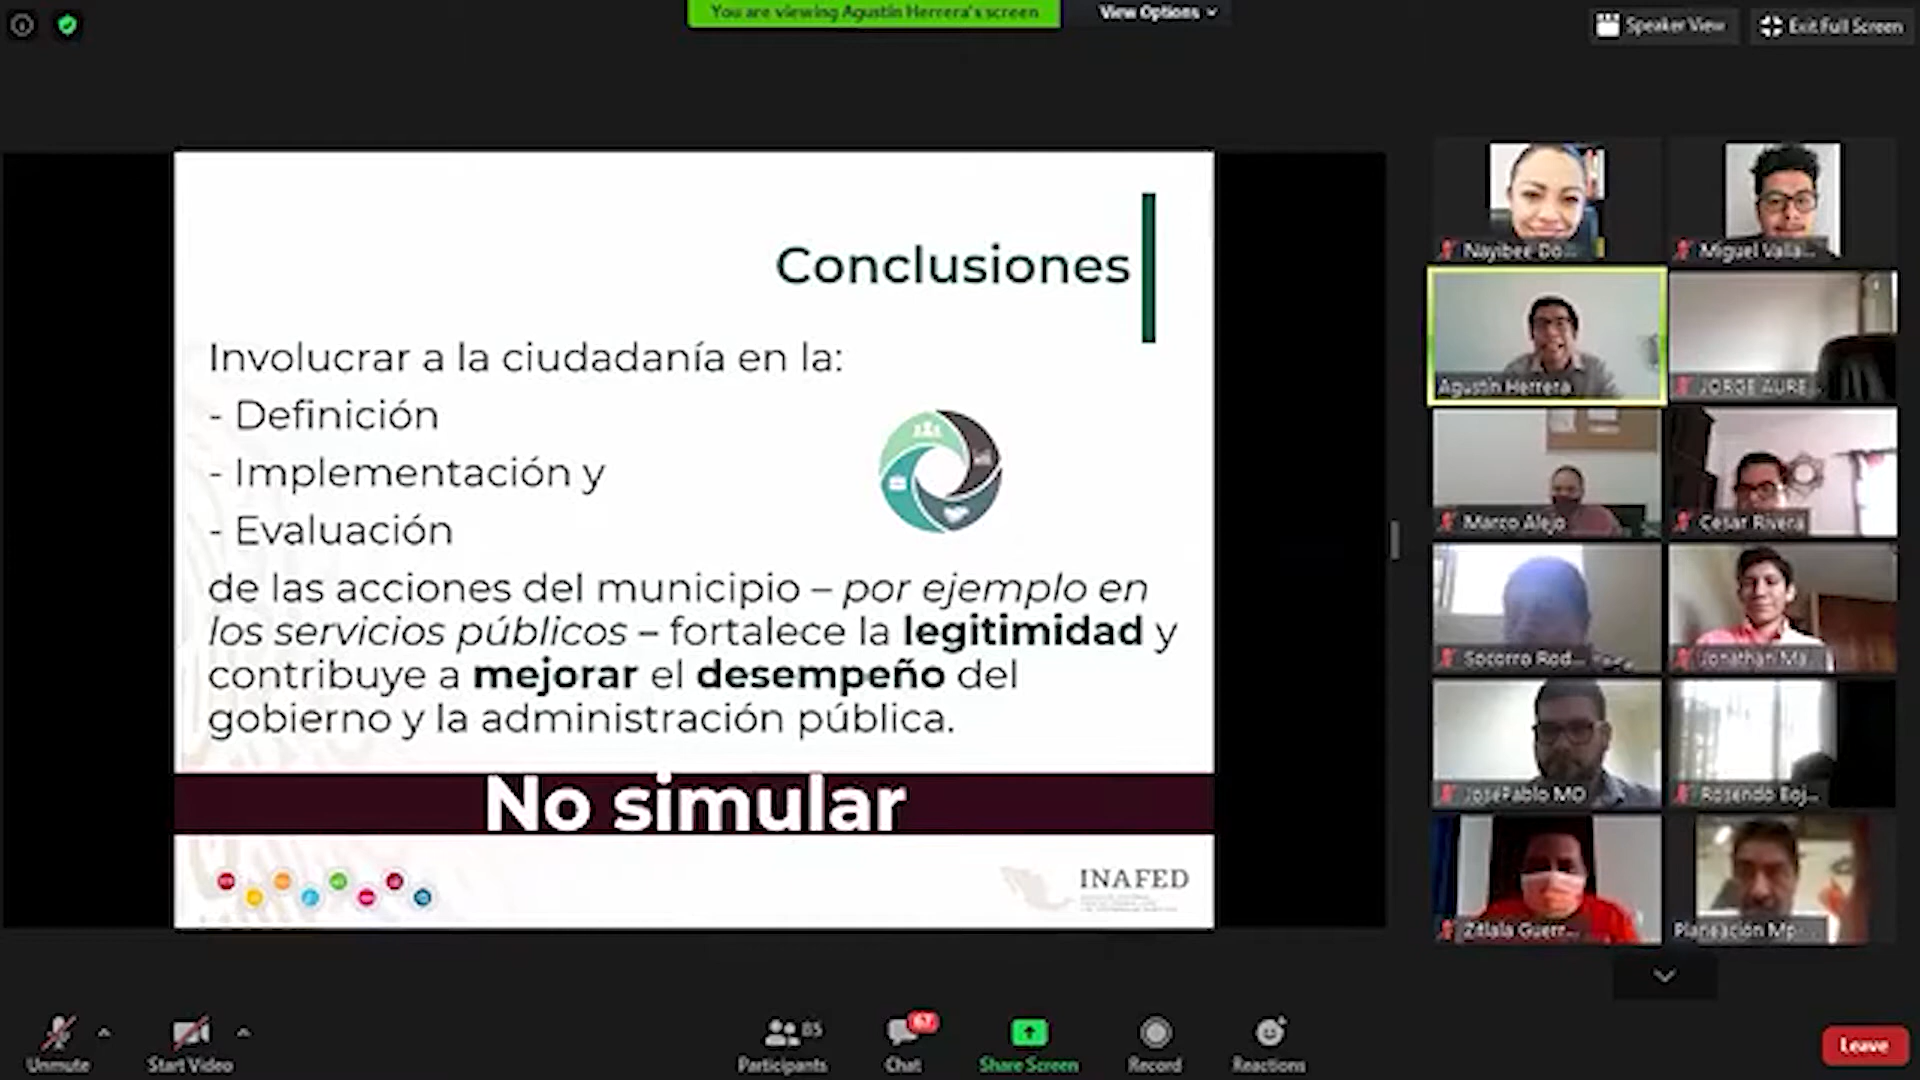 You are viewing Agustín Herrera's screen
View Options
Speaker View
Exit Full Screen
Conclusiones
Involucrar a la ciudadanía en la:
- Definición
- Implementación y
- Evaluación
de las acciones del municipio – por ejemplo en
los servicios públicos – fortalece la legitimidad y
contribuye a mejorar el desempeño del
gobierno y la administración pública.
No simular
INAFED
Nayibee Do...
Miguel Valla...
Agustín Herrera
JORGE AURE...
Marco Alejo
Cesar Rivera
Socorro Rod...
Jonathan Ma...
JosePablo MO
Rosendo Boj...
Zitlala Guerr...
Planeación Mp...
Unmute
Start Video
85
Participants
67
Chat
Share Screen
Record
Reactions
Leave